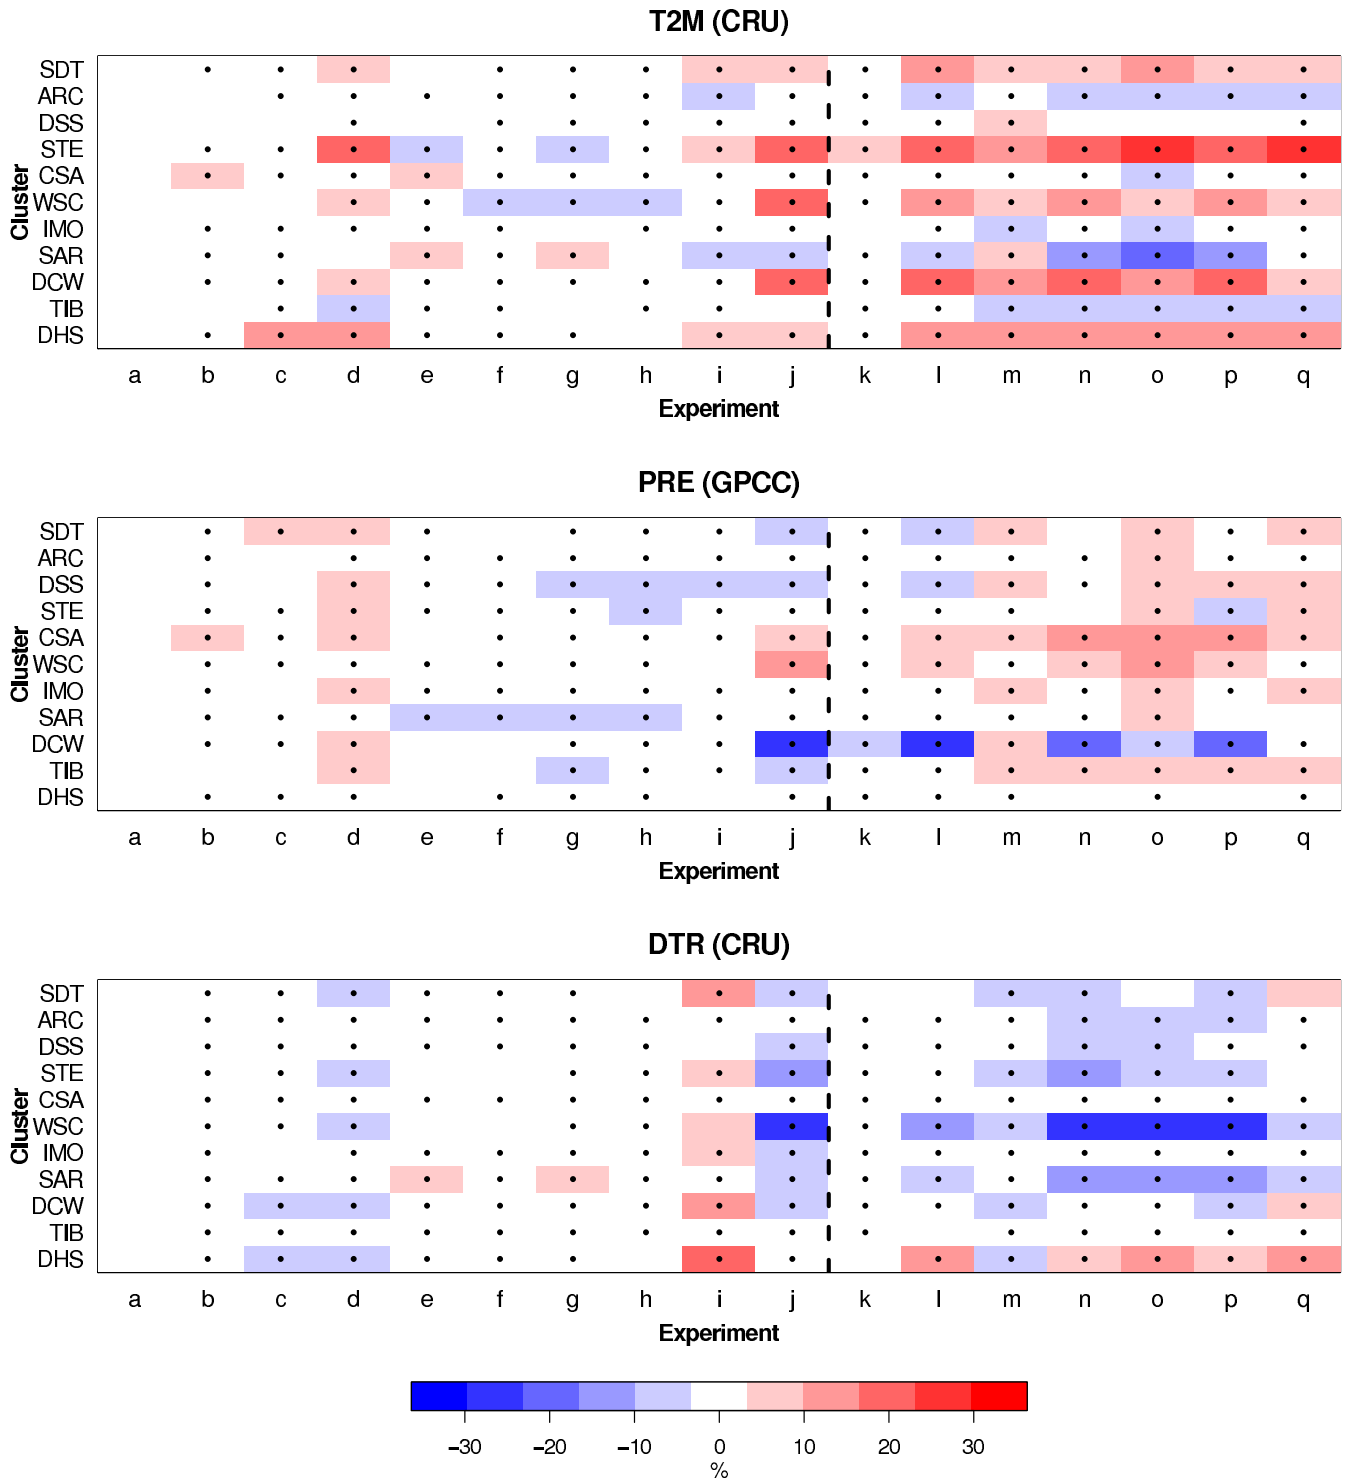 T2M (CRU)
SDT
ARC
DSS
STE
CSA
WSC
IMO
SAR
DCW
TIB
DHS
Cluster
a b c d e f g h i j k l m n o p q
Experiment
PRE (GPCC)
SDT
ARC
DSS
STE
CSA
WSC
IMO
SAR
DCW
TIB
DHS
Cluster
a b c d e f g h i j k l m n o p q
Experiment
DTR (CRU)
SDT
ARC
DSS
STE
CSA
WSC
IMO
SAR
DCW
TIB
DHS
Cluster
a b c d e f g h i j k l m n o p q
Experiment
−30 −20 −10 0 10 20 30
%